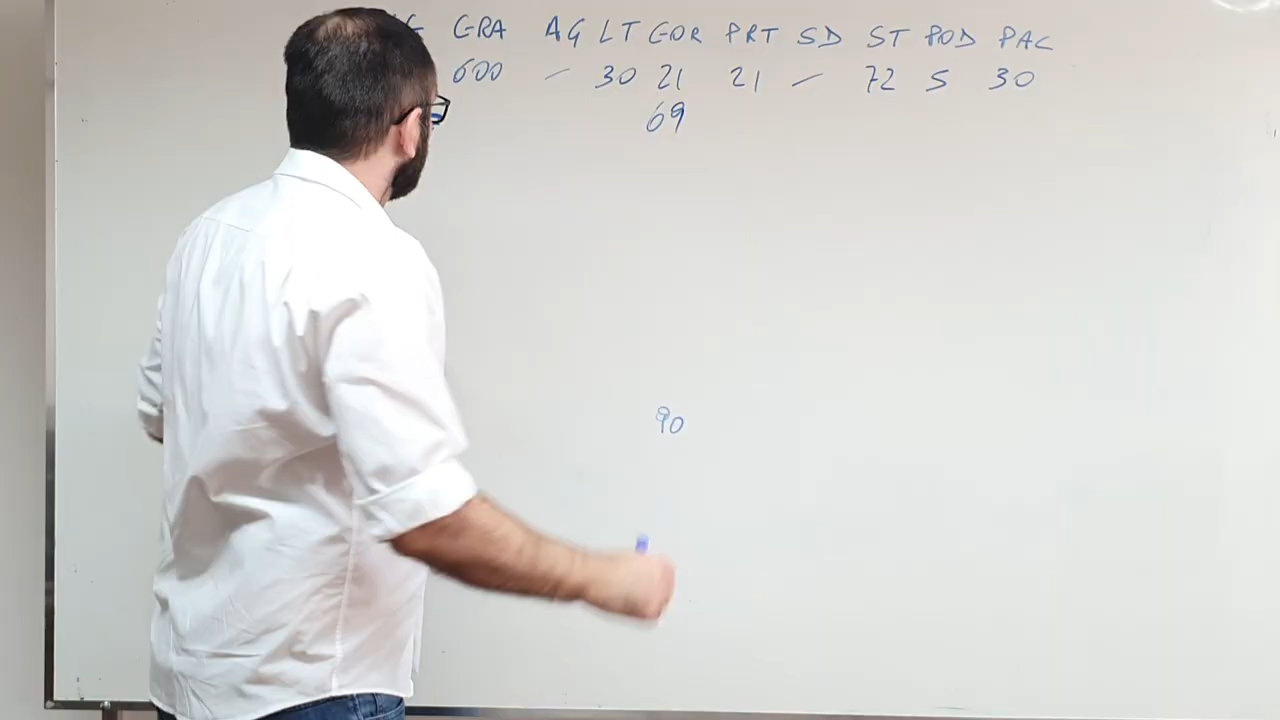 GRA AG LT GOR PRT SD ST POD PAC
600 – 30 21 21 – 72 5 30
69
90